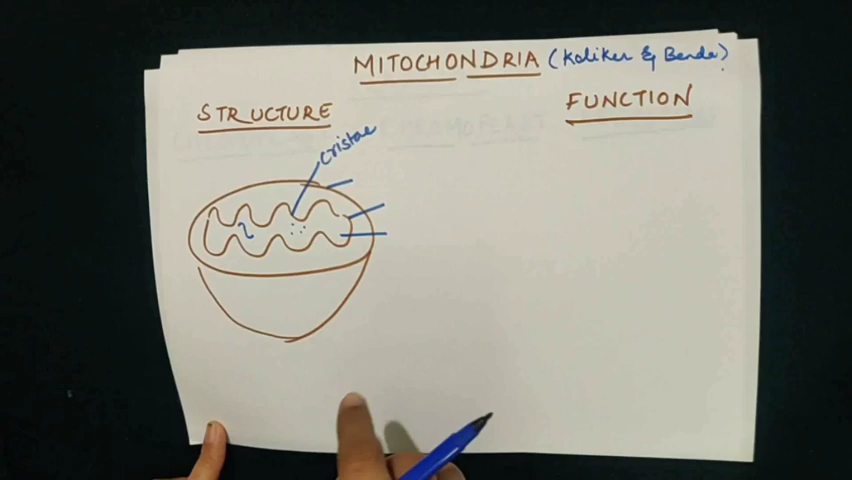 MITOCHONDRIA (Koliker & Benda)
STRUCTURE
FUNCTION
cristae